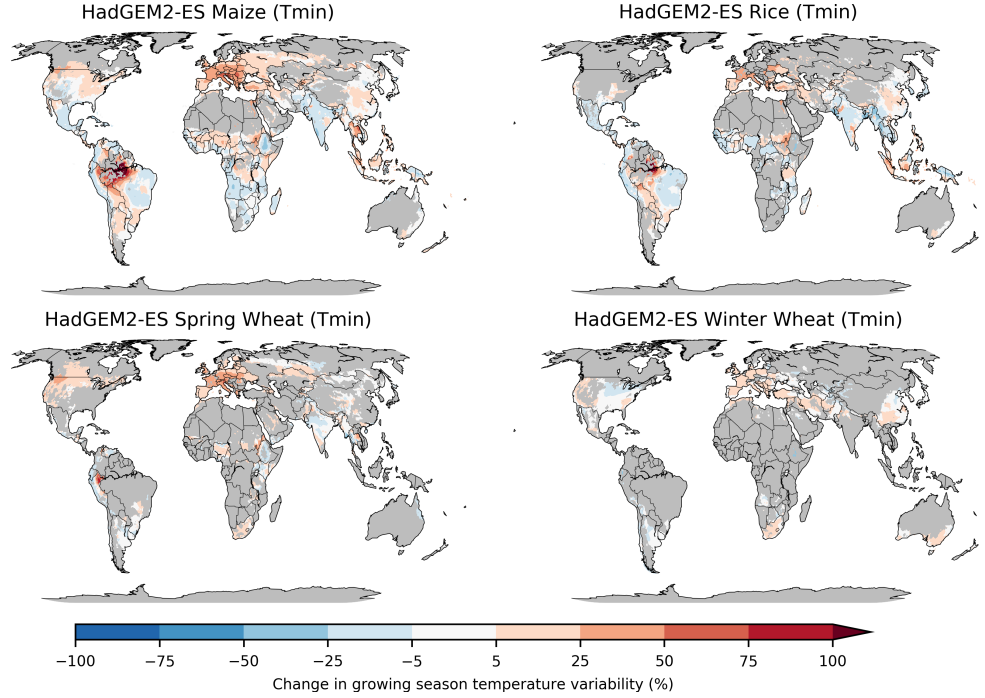 HadGEM2-ES Maize (Tmin)
HadGEM2-ES Rice (Tmin)
HadGEM2-ES Spring Wheat (Tmin)
HadGEM2-ES Winter Wheat (Tmin)
−100 −75 −50 −25 −5 5 25 50 75 100
Change in growing season temperature variability (%)